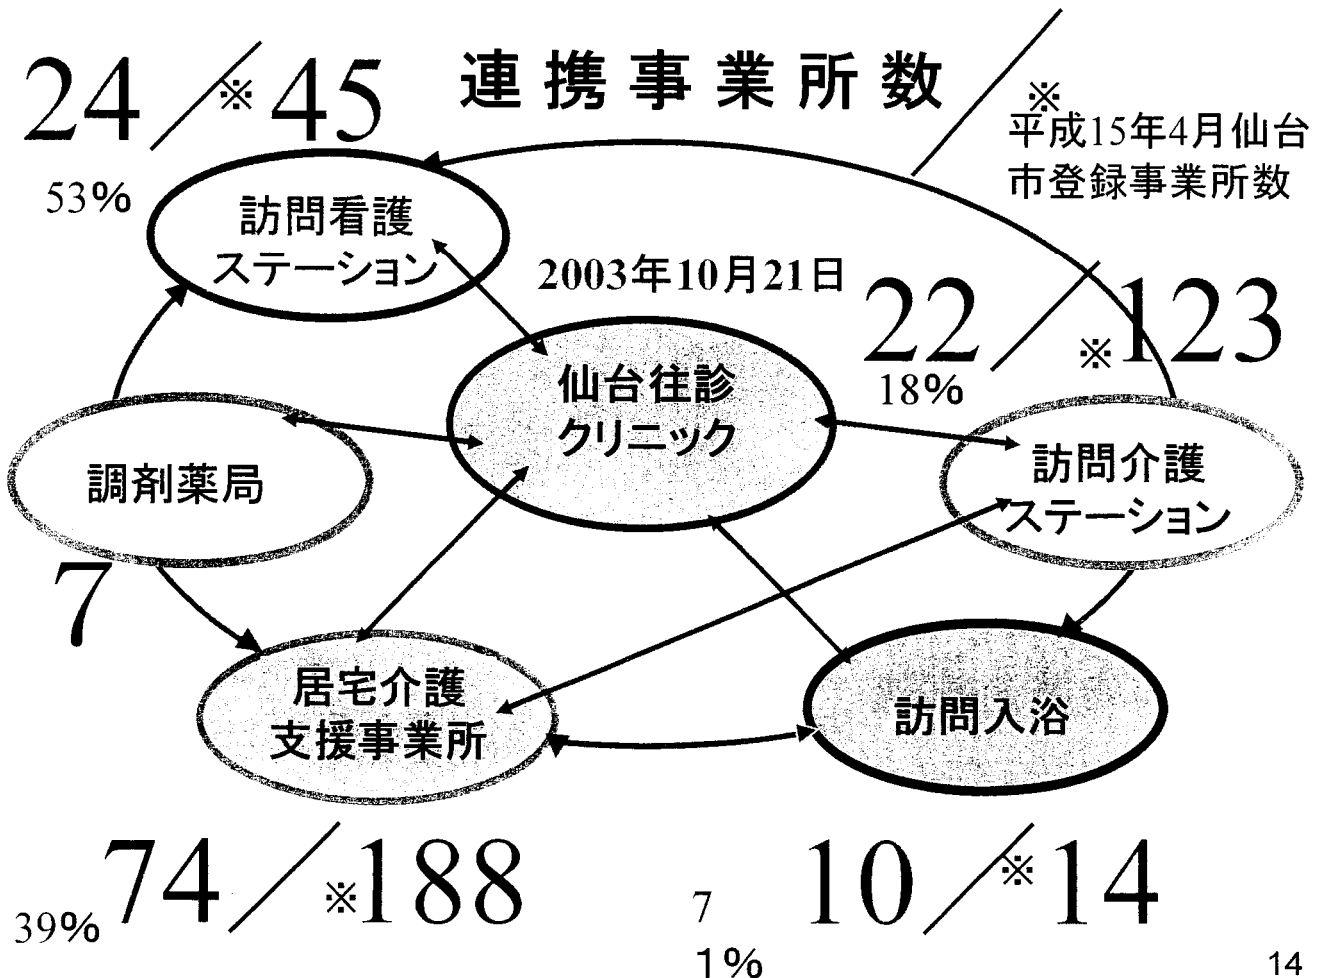 連携事業所数
24／※45
53%
※
平成15年4月仙台
市登録事業所数
訪問看護
ステーション
2003年10月21日
22／※123
18%
仙台往診
クリニック
調剤薬局
7
訪問介護
ステーション
居宅介護
支援事業所
訪問入浴
74／※188
39%
10／※14
7
1%
14